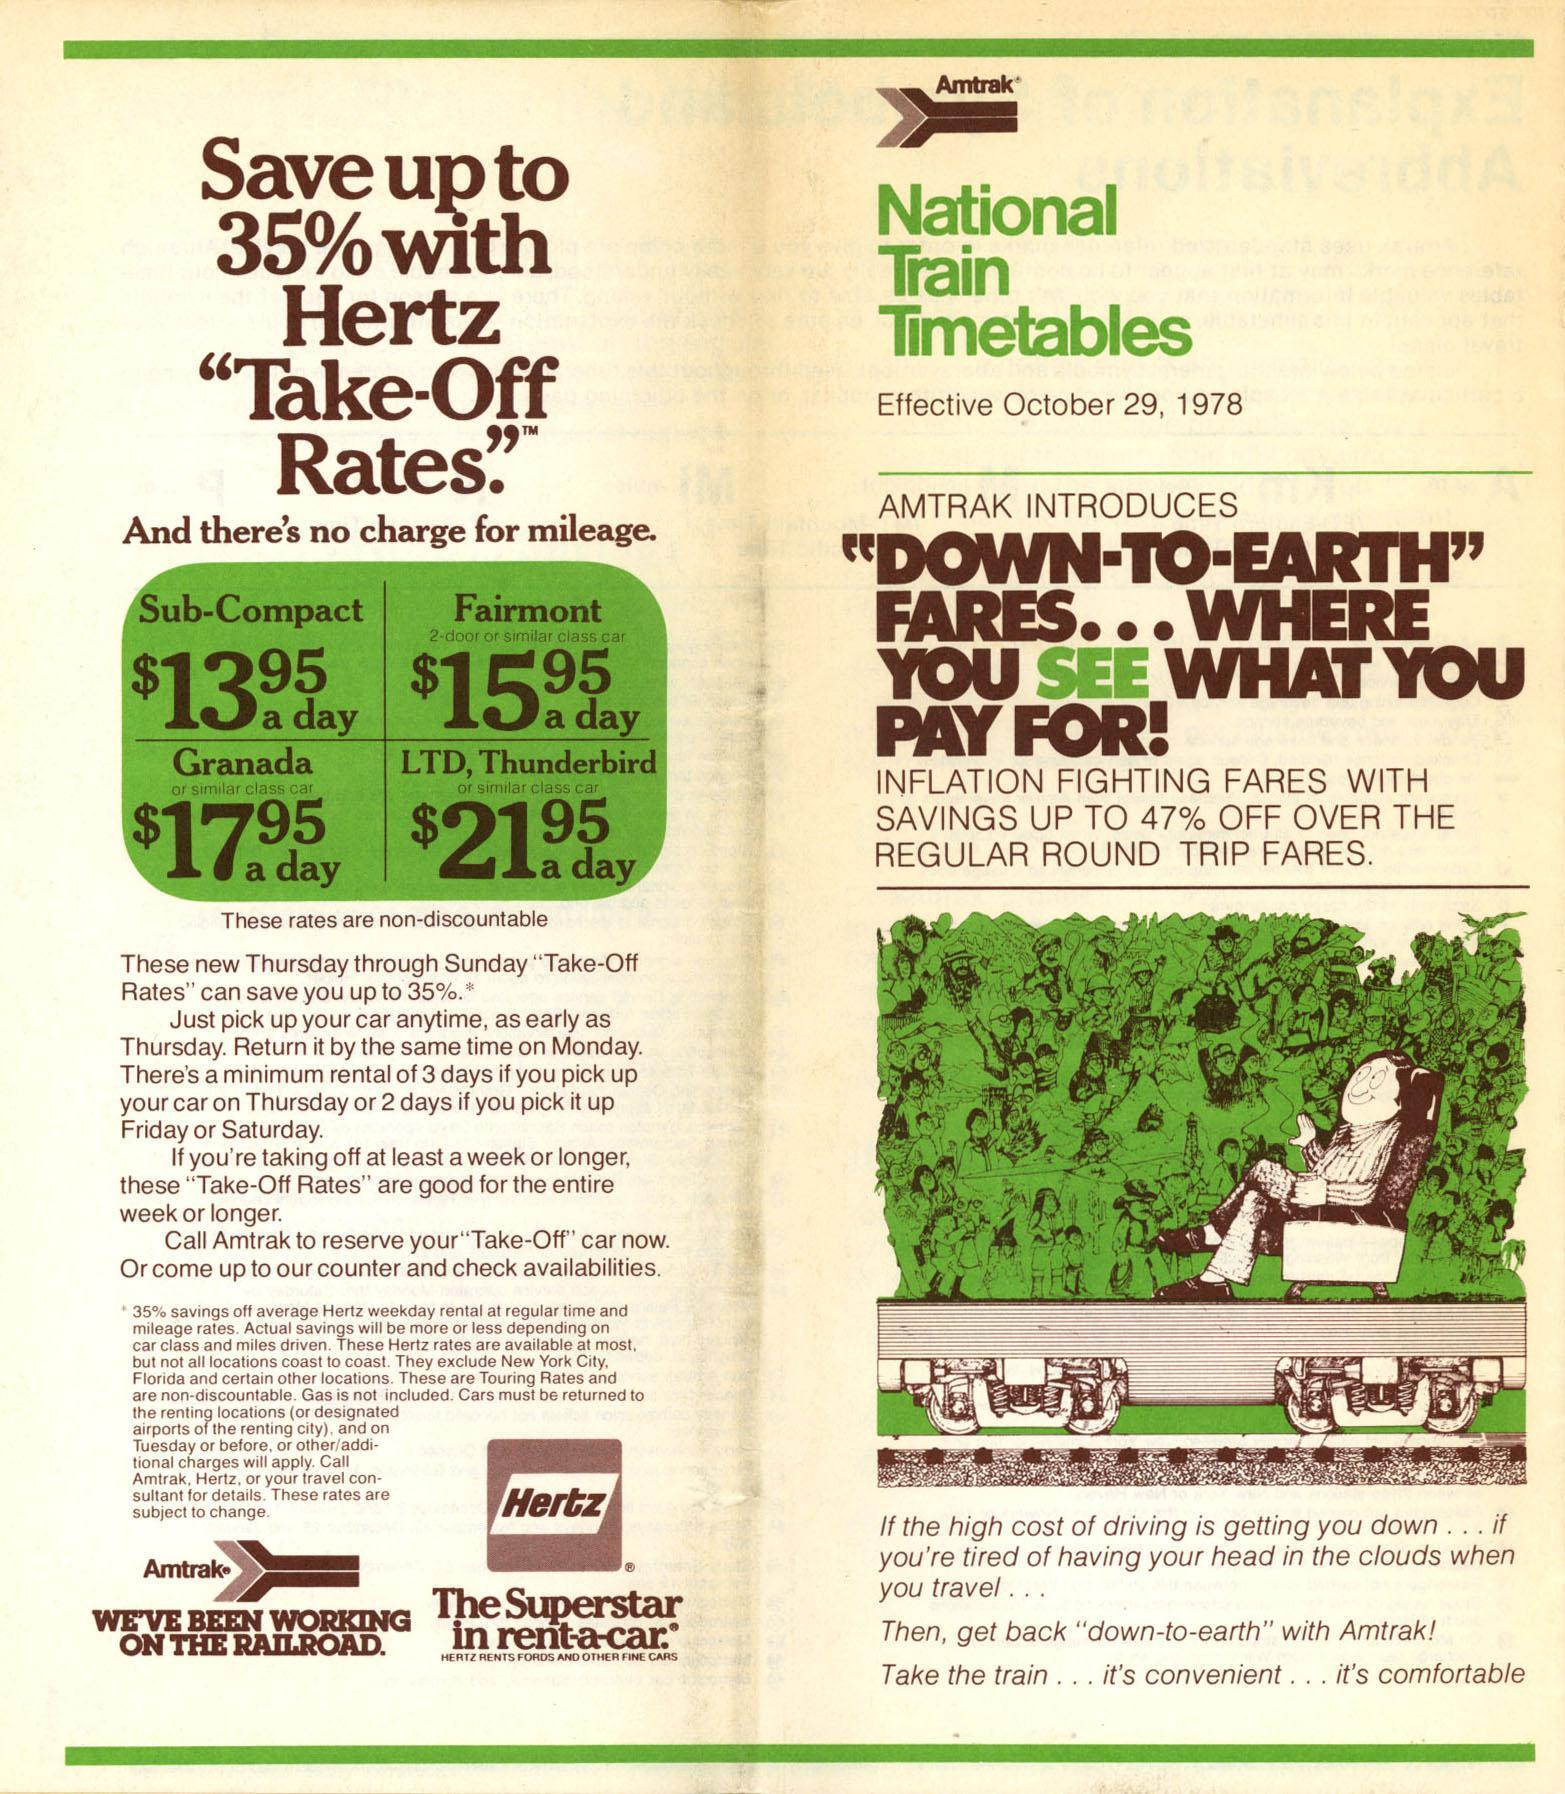 Save up to
35% with
Hertz
“Take-Off
Rates.”™
And there's no charge for mileage.
Sub-Compact
$13.95
a day
Fairmont
2-door or similar class car
$15.95
a day
Granada
or similar class car
$17.95
a day
LTD, Thunderbird
or similar class car
$21.95
a day
These rates are non-discountable
These new Thursday through Sunday “Take-Off
Rates” can save you up to 35%.*
Just pick up your car anytime, as early as
Thursday. Return it by the same time on Monday.
There's a minimum rental of 3 days if you pick up
your car on Thursday or 2 days if you pick it up
Friday or Saturday.
If you're taking off at least a week or longer,
these “Take-Off Rates” are good for the entire
week or longer.
Call Amtrak to reserve your “Take-Off” car now.
Or come up to our counter and check availabilities.
* 35% savings off average Hertz weekday rental at regular time and
mileage rates. Actual savings will be more or less depending on
car class and miles driven. These Hertz rates are available at most,
but not all locations coast to coast. They exclude New York City,
Florida and certain other locations. These are Touring Rates and
are non-discountable. Gas is not included. Cars must be returned to
the renting locations (or designated
airports of the renting city), and on
Tuesday or before, or other/addi-
tional charges will apply. Call
Amtrak, Hertz, or your travel con-
sultant for details. These rates are
subject to change.
Amtrak®
WE'VE BEEN WORKING
ON THE RAILROAD.
Hertz
®
The Superstar
in rent-a-car.®
HERTZ RENTS FORDS AND OTHER FINE CARS
Amtrak®
National
Train
Timetables
Effective October 29, 1978
AMTRAK INTRODUCES
“DOWN-TO-EARTH”
FARES... WHERE
YOU SEE WHAT YOU
PAY FOR!
INFLATION FIGHTING FARES WITH
SAVINGS UP TO 47% OFF OVER THE
REGULAR ROUND TRIP FARES.
If the high cost of driving is getting you down . . . if
you're tired of having your head in the clouds when
you travel . . .
Then, get back “down-to-earth” with Amtrak!
Take the train . . . it's convenient . . . it's comfortable